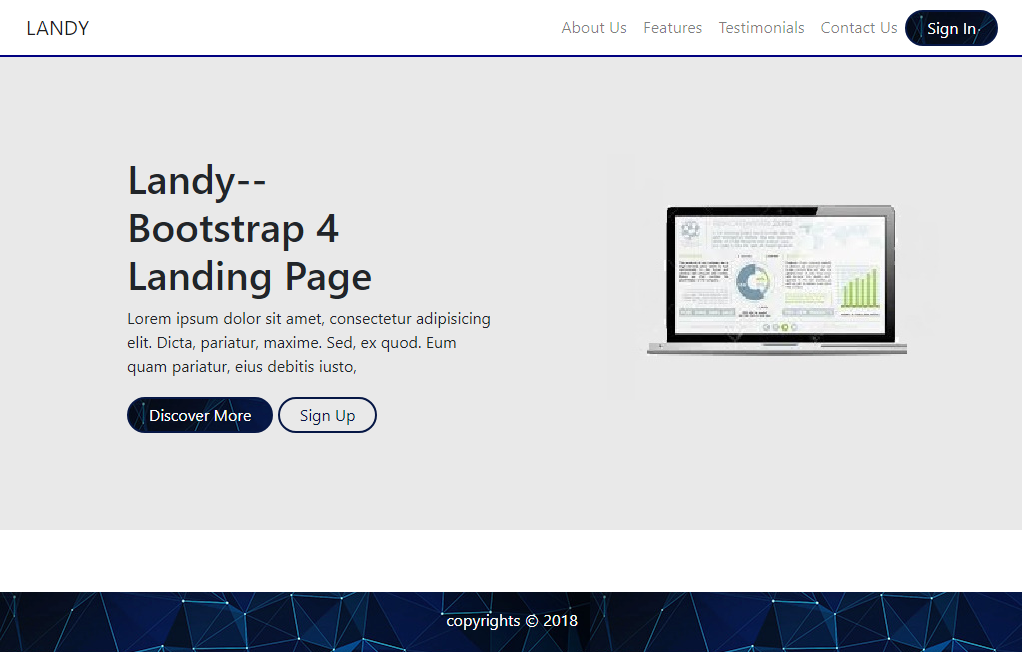 LANDY
About Us Features Testimonials Contact Us Sign In
Landy--
Bootstrap 4
Landing Page
Lorem ipsum dolor sit amet, consectetur adipisicing
elit. Dicta, pariatur, maxime. Sed, ex quod. Eum
quam pariatur, eius debitis iusto,
Discover More Sign Up
copyrights © 2018